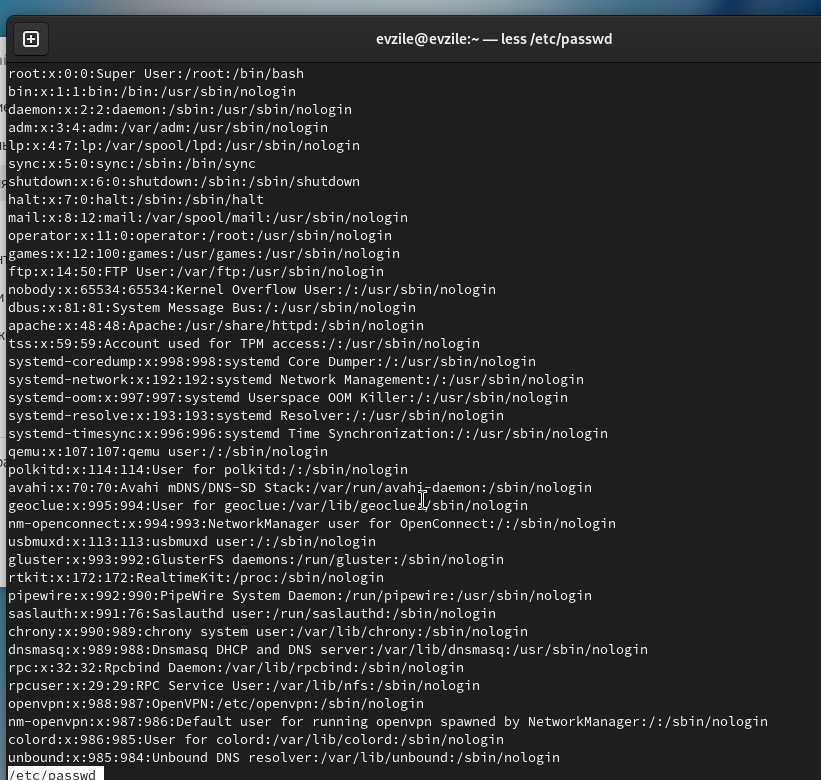 evzile@evzile:~ — less /etc/passwd
root:x:0:0:Super User:/root:/bin/bash
bin:x:1:1:bin:/bin:/usr/sbin/nologin
daemon:x:2:2:daemon:/sbin:/usr/sbin/nologin
adm:x:3:4:adm:/var/adm:/usr/sbin/nologin
lp:x:4:7:lp:/var/spool/lpd:/usr/sbin/nologin
sync:x:5:0:sync:/sbin:/bin/sync
shutdown:x:6:0:shutdown:/sbin:/sbin/shutdown
halt:x:7:0:halt:/sbin:/sbin/halt
mail:x:8:12:mail:/var/spool/mail:/usr/sbin/nologin
operator:x:11:0:operator:/root:/usr/sbin/nologin
games:x:12:100:games:/usr/games:/usr/sbin/nologin
ftp:x:14:50:FTP User:/var/ftp:/usr/sbin/nologin
nobody:x:65534:65534:Kernel Overflow User:/:/usr/sbin/nologin
dbus:x:81:81:System Message Bus:/:/usr/sbin/nologin
apache:x:48:48:Apache:/usr/share/httpd:/sbin/nologin
tss:x:59:59:Account used for TPM access:/:/usr/sbin/nologin
systemd-coredump:x:998:998:systemd Core Dumper:/:/usr/sbin/nologin
systemd-network:x:192:192:systemd Network Management:/:/usr/sbin/nologin
systemd-oom:x:997:997:systemd Userspace OOM Killer:/:/usr/sbin/nologin
systemd-resolve:x:193:193:systemd Resolver:/:/usr/sbin/nologin
systemd-timesync:x:996:996:systemd Time Synchronization:/:/usr/sbin/nologin
qemu:x:107:107:qemu user:/:/sbin/nologin
polkitd:x:114:114:User for polkitd:/:/sbin/nologin
avahi:x:70:70:Avahi mDNS/DNS-SD Stack:/var/run/avahi-daemon:/sbin/nologin
geoclue:x:995:994:User for geoclue:/var/lib/geoclue:/sbin/nologin
nm-openconnect:x:994:993:NetworkManager user for OpenConnect:/:/sbin/nologin
usbmuxd:x:113:113:usbmuxd user:/:/sbin/nologin
gluster:x:993:992:GlusterFS daemons:/run/gluster:/sbin/nologin
rtkit:x:172:172:RealtimeKit:/proc:/sbin/nologin
pipewire:x:992:990:PipeWire System Daemon:/run/pipewire:/usr/sbin/nologin
saslauth:x:991:76:Saslauthd user:/run/saslauthd:/sbin/nologin
chrony:x:990:989:chrony system user:/var/lib/chrony:/sbin/nologin
dnsmasq:x:989:988:Dnsmasq DHCP and DNS server:/var/lib/dnsmasq:/usr/sbin/nologin
rpc:x:32:32:Rpcbind Daemon:/var/lib/rpcbind:/sbin/nologin
rpcuser:x:29:29:RPC Service User:/var/lib/nfs:/sbin/nologin
openvpn:x:988:987:OpenVPN:/etc/openvpn:/sbin/nologin
nm-openvpn:x:987:986:Default user for running openvpn spawned by NetworkManager:/:/sbin/nologin
colord:x:986:985:User for colord:/var/lib/colord:/sbin/nologin
unbound:x:985:984:Unbound DNS resolver:/var/lib/unbound:/sbin/nologin
/etc/passwd